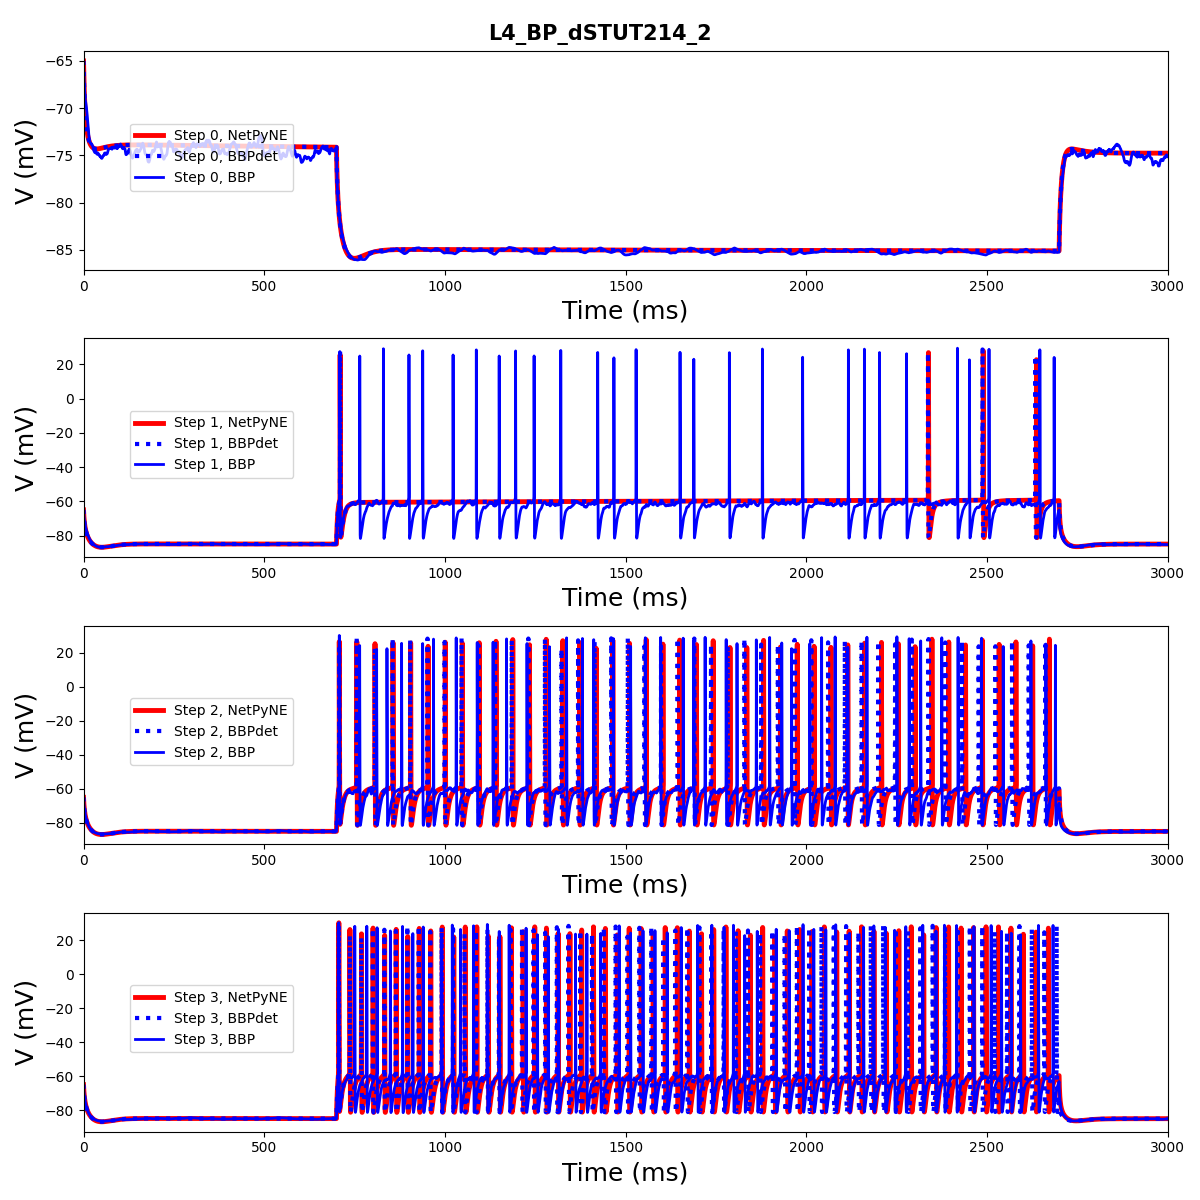 L4_BP_dSTUT214_2
−65
−70
−75
−80
−85
V (mV)
Step 0, NetPyNE
Step 0, BBPdet
Step 0, BBP
0 500 1000 1500 2000 2500 3000
Time (ms)
20
0
−20
−40
−60
−80
V (mV)
Step 1, NetPyNE
Step 1, BBPdet
Step 1, BBP
0 500 1000 1500 2000 2500 3000
Time (ms)
20
0
−20
−40
−60
−80
V (mV)
Step 2, NetPyNE
Step 2, BBPdet
Step 2, BBP
0 500 1000 1500 2000 2500 3000
Time (ms)
20
0
−20
−40
−60
−80
V (mV)
Step 3, NetPyNE
Step 3, BBPdet
Step 3, BBP
0 500 1000 1500 2000 2500 3000
Time (ms)